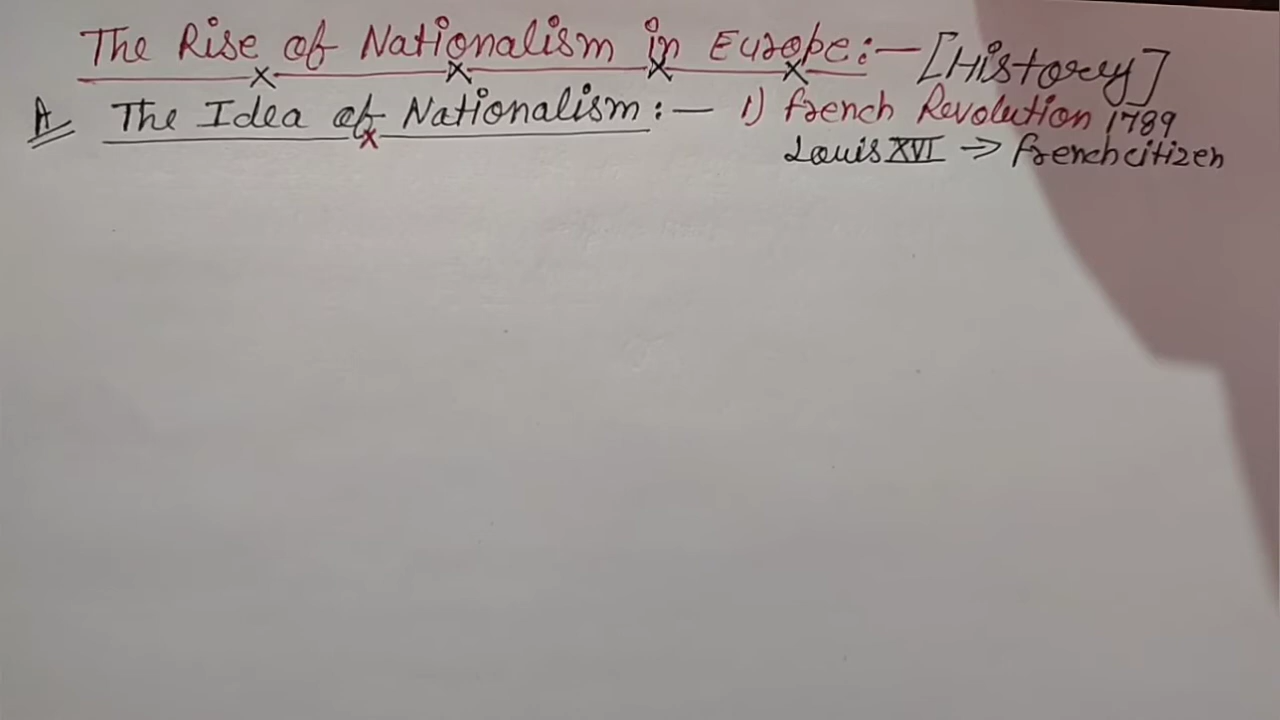 The Rise of Nationalism in Europe:— [History]
A The Idea of Nationalism:— 1) French Revolution 1789
Louis XVI → French citizen